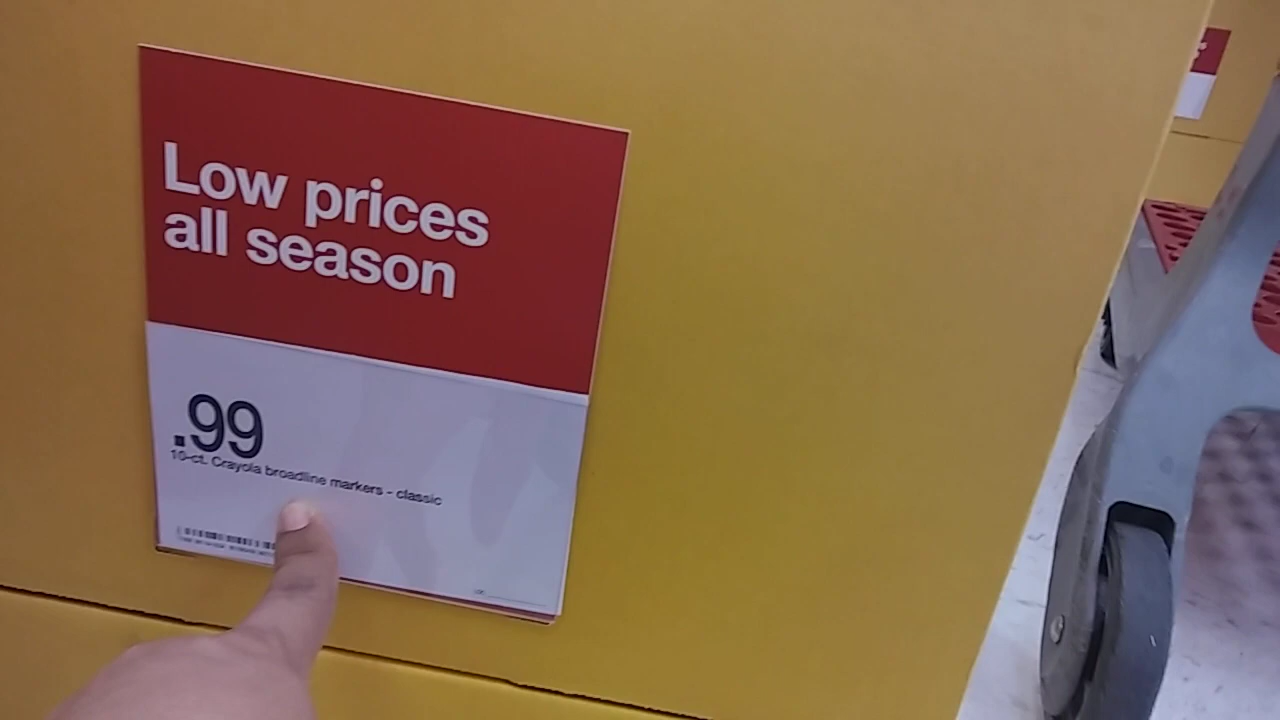 Low prices
all season
.99
10-ct. Crayola broadline markers - classic